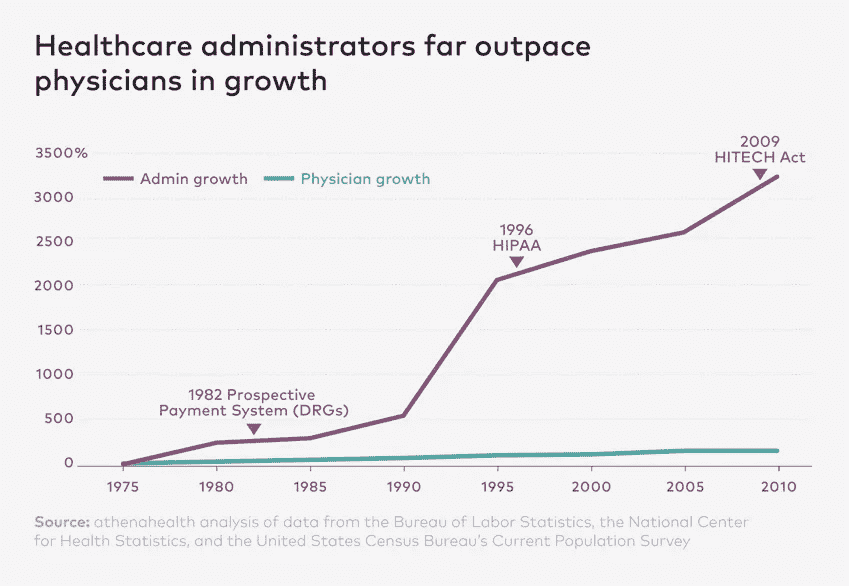 Healthcare administrators far outpace
physicians in growth
2009
HITECH Act
3500%
Admin growth
Physician growth
3000
1996
HIPAA
2500
2000
1500
1000
1982 Prospective
Payment System (DRGs)
500
0
1975 1980 1985 1990 1995 2000 2005 2010
Source: athenahealth analysis of data from the Bureau of Labor Statistics, the National Center
for Health Statistics, and the United States Census Bureau's Current Population Survey